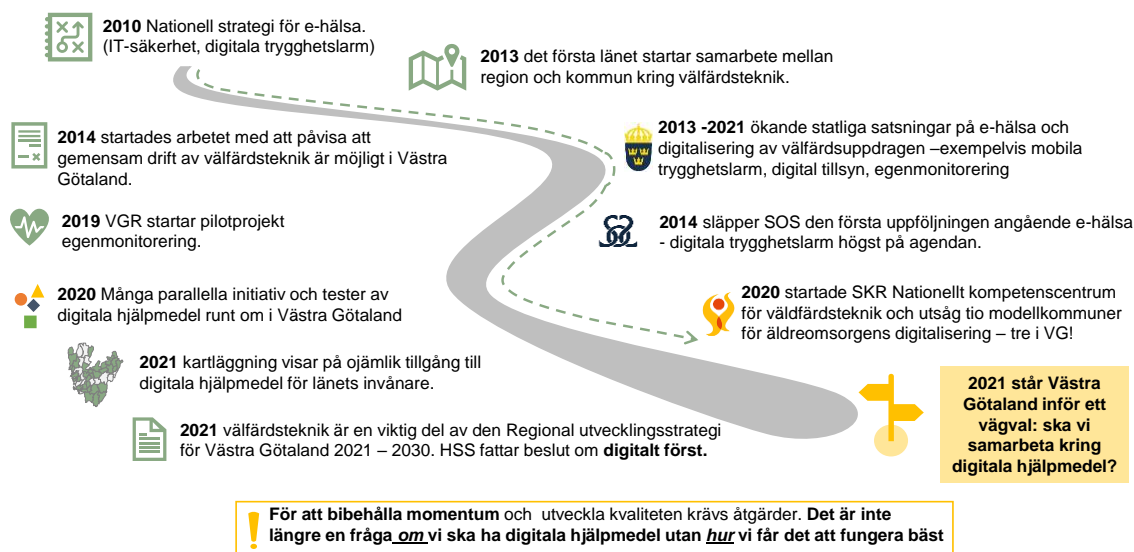 2010 Nationell strategi för e-hälsa.
(IT-säkerhet, digitala trygghetslarm)
2013 det första länet startar samarbete mellan
region och kommun kring välfärdsteknik.
2014 startades arbetet med att påvisa att
gemensam drift av välfärdsteknik är möjligt i Västra
Götaland.
2013 -2021 ökande statliga satsningar på e-hälsa och
digitalisering av välfärdsuppdragen –exempelvis mobila
trygghetslarm, digital tillsyn, egenmonitorering
2019 VGR startar pilotprojekt
egenmonitorering.
2014 släpper SOS den första uppföljningen angående e-hälsa
- digitala trygghetslarm högst på agendan.
2020 Många parallella initiativ och tester av
digitala hjälpmedel runt om i Västra Götaland
2020 startade SKR Nationellt kompetenscentrum
för väldfärdsteknik och utsåg tio modellkommuner
för äldreomsorgens digitalisering – tre i VG!
2021 kartläggning visar på ojämlik tillgång till
digitala hjälpmedel för länets invånare.
2021 står Västra
Götaland inför ett
vägval: ska vi
samarbeta kring
digitala hjälpmedel?
2021 välfärdsteknik är en viktig del av den Regional utvecklingsstrategi
för Västra Götaland 2021 – 2030. HSS fattar beslut om digitalt först.
För att bibehålla momentum och utveckla kvaliteten krävs åtgärder. Det är inte
längre en fråga om vi ska ha digitala hjälpmedel utan hur vi får det att fungera bäst